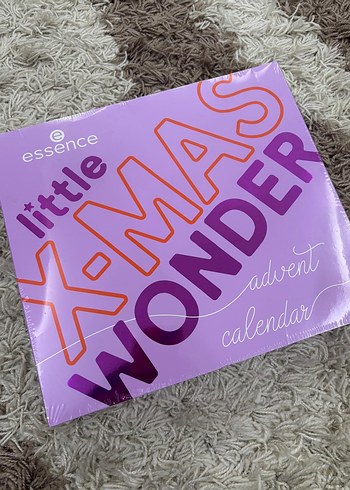 essence
little
X-MAS
WONDER
advent
calendar